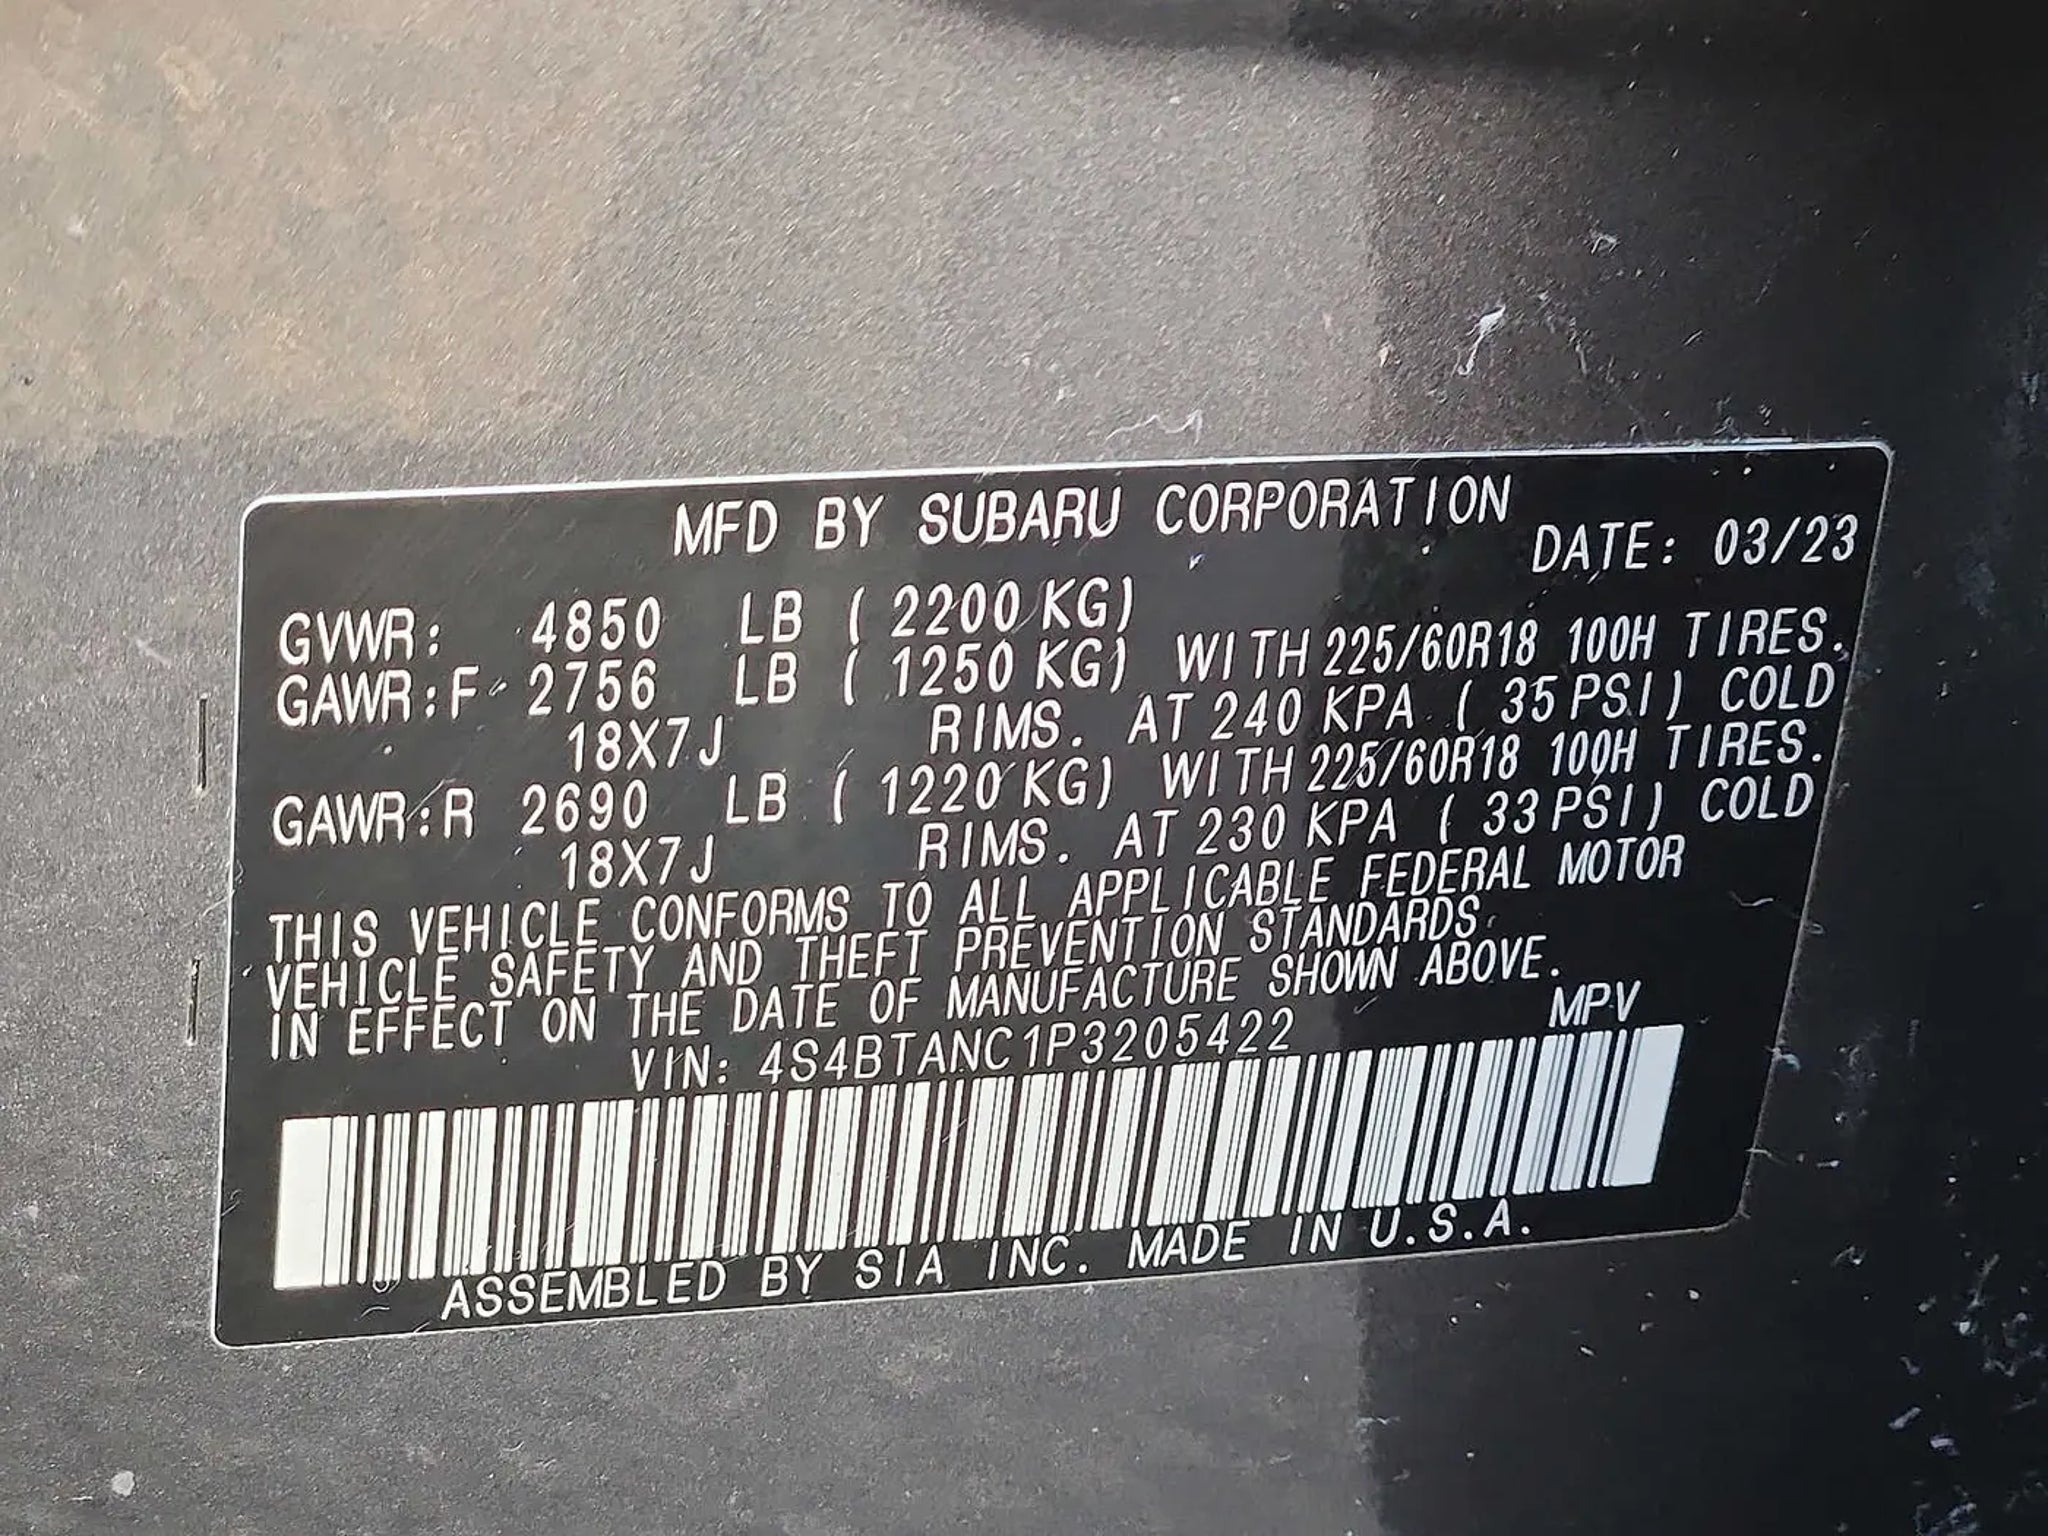 MFD BY SUBARU CORPORATION
DATE: 03/23
GVWR: 4850 LB ( 2200 KG)
GAWR:F 2756 LB ( 1250 KG) WITH 225/60R18 100H TIRES.
18X7J RIMS. AT 240 KPA ( 35 PSI) COLD
GAWR:R 2690 LB ( 1220 KG) WITH 225/60R18 100H TIRES.
18X7J RIMS. AT 230 KPA ( 33 PSI) COLD
THIS VEHICLE CONFORMS TO ALL APPLICABLE FEDERAL MOTOR
VEHICLE SAFETY AND THEFT PREVENTION STANDARDS
IN EFFECT ON THE DATE OF MANUFACTURE SHOWN ABOVE.
VIN: 4S4BTANC1P3205422
MPV
ASSEMBLED BY SIA INC. MADE IN U.S.A.